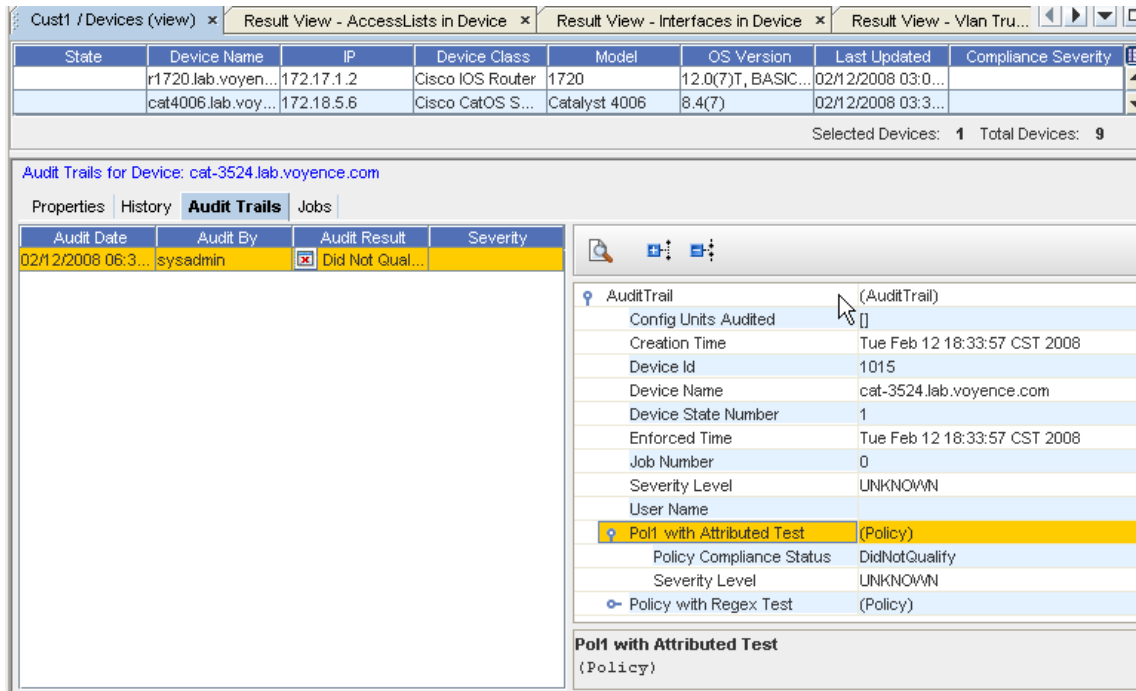 Cust1 / Devices (view) × Result View - AccessLists in Device × Result View - Interfaces in Device × Result View - Vlan Tru...
State Device Name IP Device Class Model OS Version Last Updated Compliance Severity
r1720.lab.voyen... 172.17.1.2 Cisco IOS Router 1720 12.0(7)T, BASIC... 02/12/2008 03:0...
cat4006.lab.voy... 172.18.5.6 Cisco CatOS S... Catalyst 4006 8.4(7) 02/12/2008 03:3...
Selected Devices: 1 Total Devices: 9
Audit Trails for Device: cat-3524.lab.voyence.com
Properties History Audit Trails Jobs
Audit Date Audit By Audit Result Severity
02/12/2008 06:3... sysadmin Did Not Qual...
AuditTrail (AuditTrail)
Config Units Audited []
Creation Time Tue Feb 12 18:33:57 CST 2008
Device Id 1015
Device Name cat-3524.lab.voyence.com
Device State Number 1
Enforced Time Tue Feb 12 18:33:57 CST 2008
Job Number 0
Severity Level UNKNOWN
User Name
Pol1 with Attributed Test (Policy)
Policy Compliance Status DidNotQualify
Severity Level UNKNOWN
Policy with Regex Test (Policy)
Pol1 with Attributed Test
(Policy)